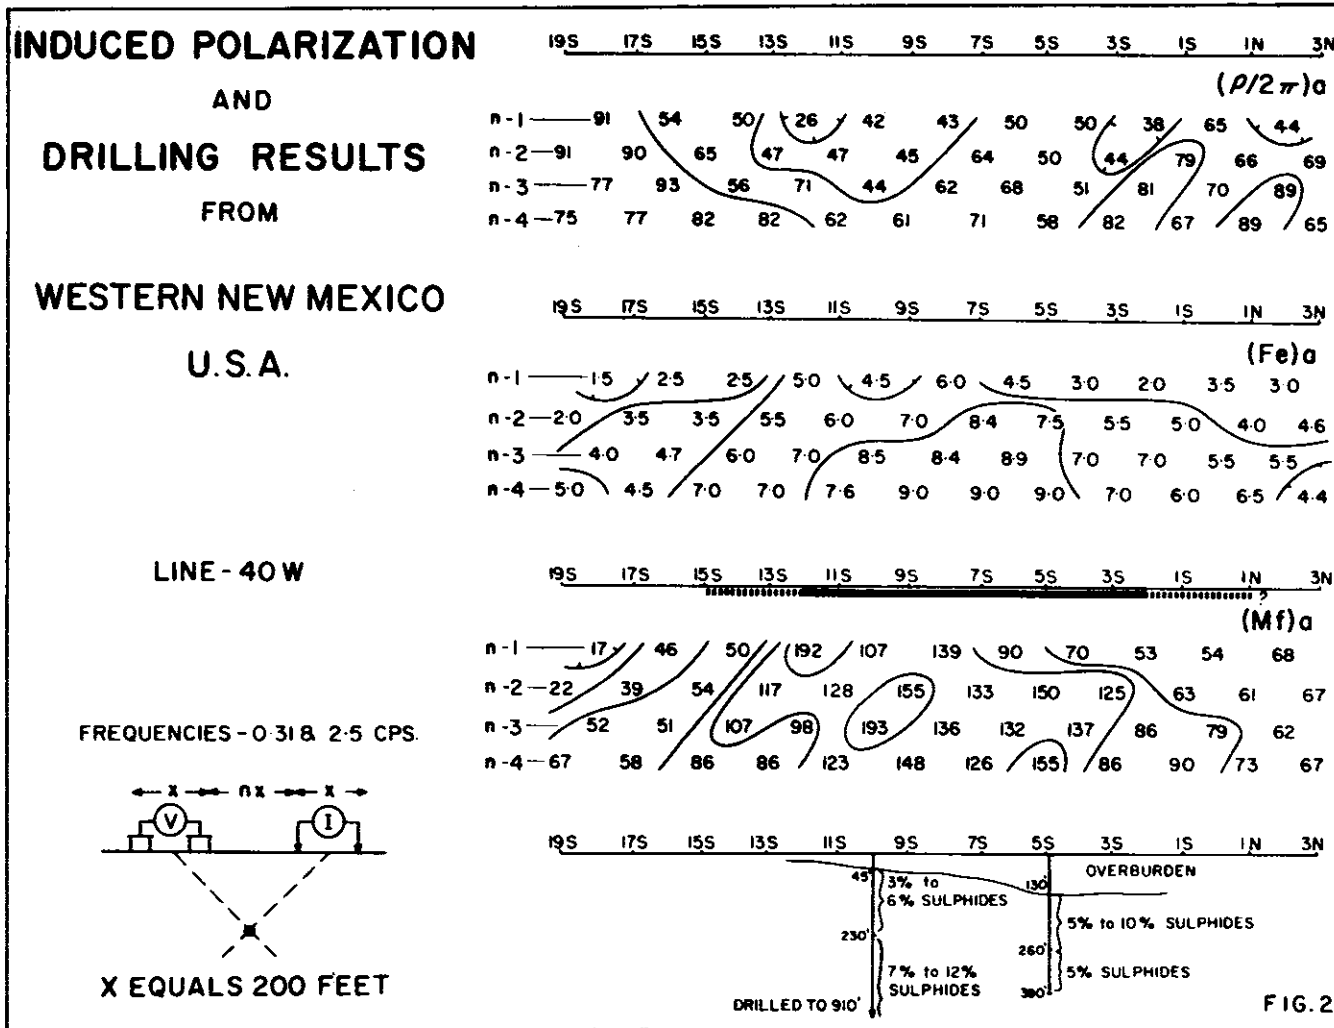 INDUCED POLARIZATION
AND
DRILLING RESULTS
FROM
WESTERN NEW MEXICO
U.S.A.
LINE - 40 W
FREQUENCIES - 0·31 & 2·5 CPS.
x nx x
V I
X EQUALS 200 FEET
19S 17S 15S 13S 11S 9S 7S 5S 3S 1S 1N 3N
(ρ/2π)a
n-1 91 54 50 26 42 43 50 50 38 65 44
n-2 91 90 65 47 47 45 64 50 44 79 66 69
n-3 77 93 56 71 44 62 68 51 81 70 89
n-4 75 77 82 82 62 61 71 58 82 67 89 65
19S 17S 15S 13S 11S 9S 7S 5S 3S 1S 1N 3N
(Fe)a
n-1 1·5 2·5 2·5 5·0 4·5 6·0 4·5 3·0 2·0 3·5 3·0
n-2 2·0 3·5 3·5 5·5 6·0 7·0 8·4 7·5 5·5 5·0 4·0 4·6
n-3 4·0 4·7 6·0 7·0 8·5 8·4 8·9 7·0 7·0 5·5 5·5
n-4 5·0 4·5 7·0 7·0 7·6 9·0 9·0 9·0 7·0 6·0 6·5 4·4
19S 17S 15S 13S 11S 9S 7S 5S 3S 1S 1N 3N
?
(Mf)a
n-1 17 46 50 192 107 139 90 70 53 54 68
n-2 22 39 54 117 128 155 133 150 125 63 61 67
n-3 52 51 107 98 193 136 132 137 86 79 62
n-4 67 58 86 86 123 148 126 155 86 90 73 67
19S 17S 15S 13S 11S 9S 7S 5S 3S 1S 1N 3N
OVERBURDEN
45' 3% to 130'
6% SULPHIDES
5% to 10% SULPHIDES
230' 260'
7% to 12% 5% SULPHIDES
SULPHIDES
DRILLED TO 910'
FIG. 2